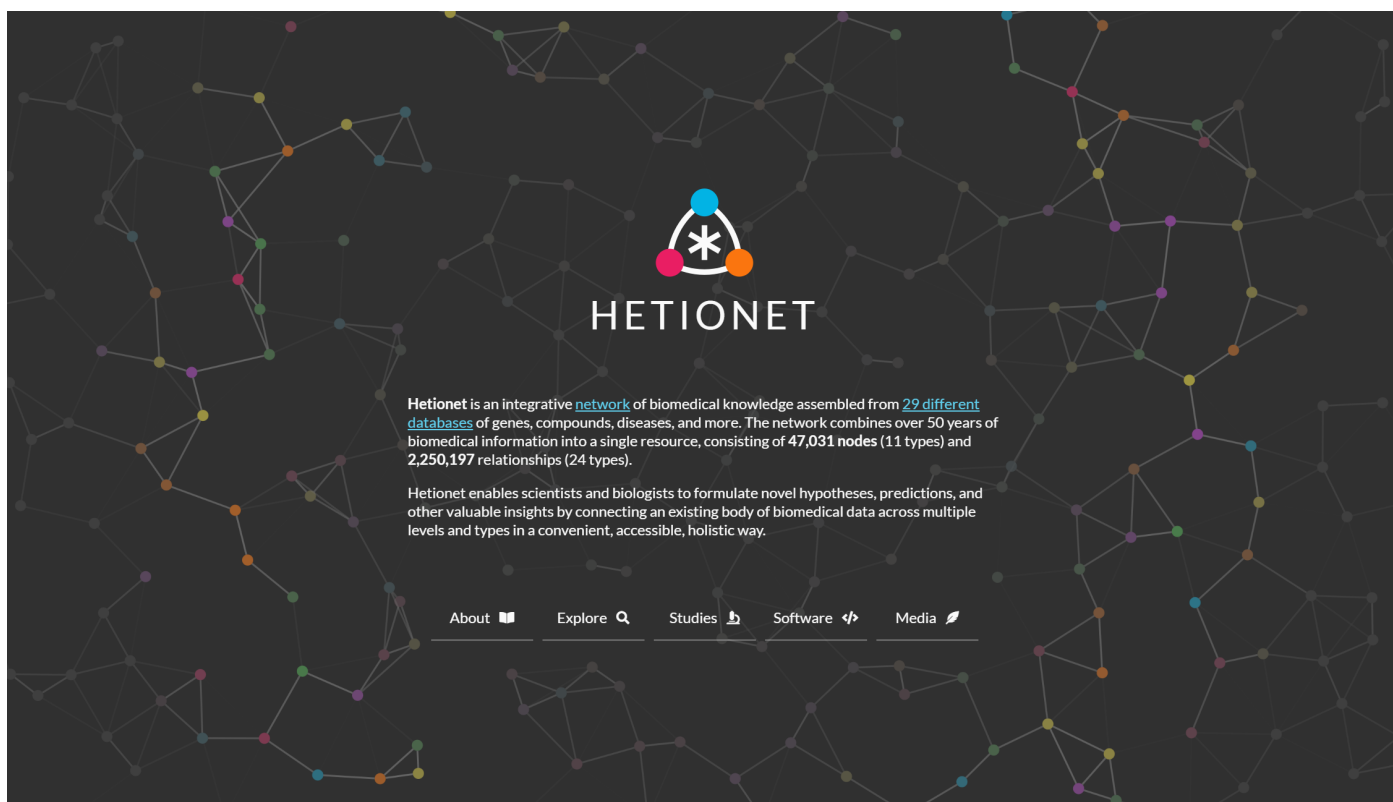 HETIONET
Hetionet is an integrative network of biomedical knowledge assembled from 29 different
databases of genes, compounds, diseases, and more. The network combines over 50 years of
biomedical information into a single resource, consisting of 47,031 nodes (11 types) and
2,250,197 relationships (24 types).
Hetionet enables scientists and biologists to formulate novel hypotheses, predictions, and
other valuable insights by connecting an existing body of biomedical data across multiple
levels and types in a convenient, accessible, holistic way.
About Explore Studies Software Media